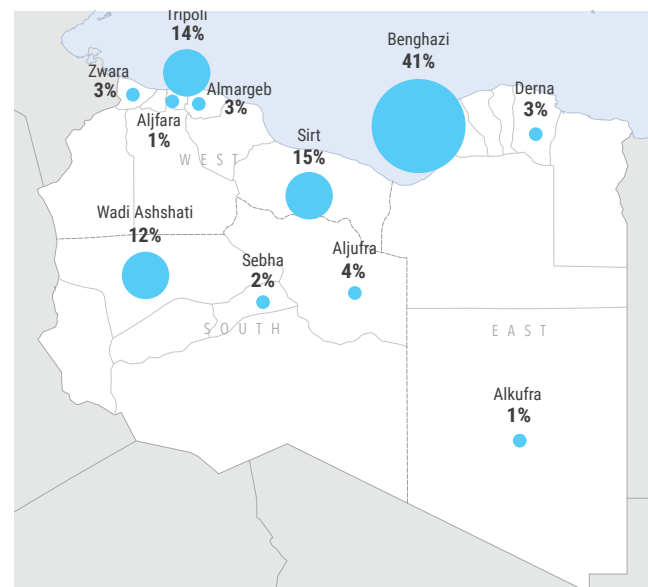 Tripoli
14%
Benghazi
41%
Zwara
3%
Almargeb
3%
Derna
3%
Aljfara
1%
Sirt
15%
WEST
Wadi Ashshati
12%
Sebha
2%
Aljufra
4%
SOUTH
EAST
Alkufra
1%